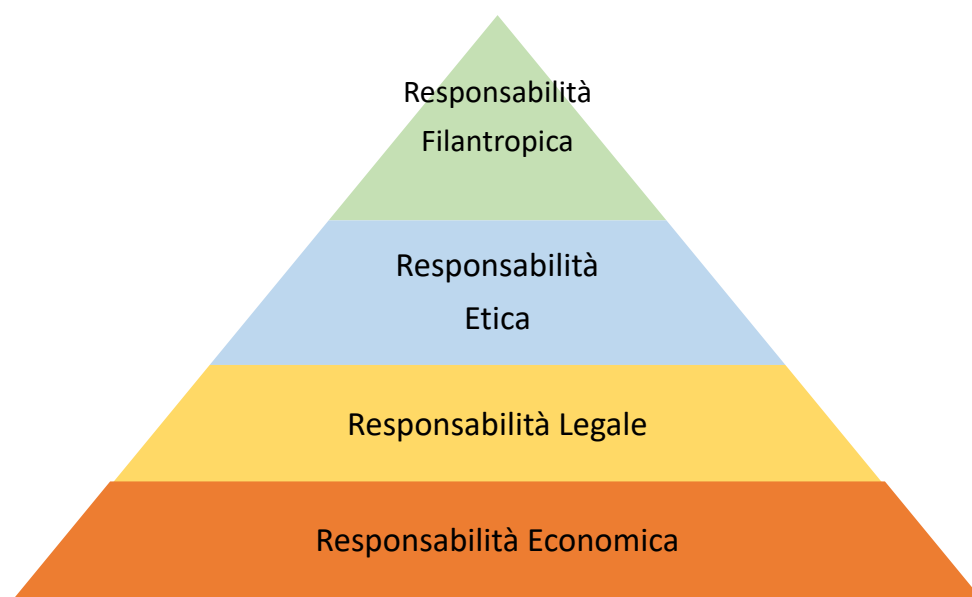 Responsabilità
Filantropica
Responsabilità
Etica
Responsabilità Legale
Responsabilità Economica